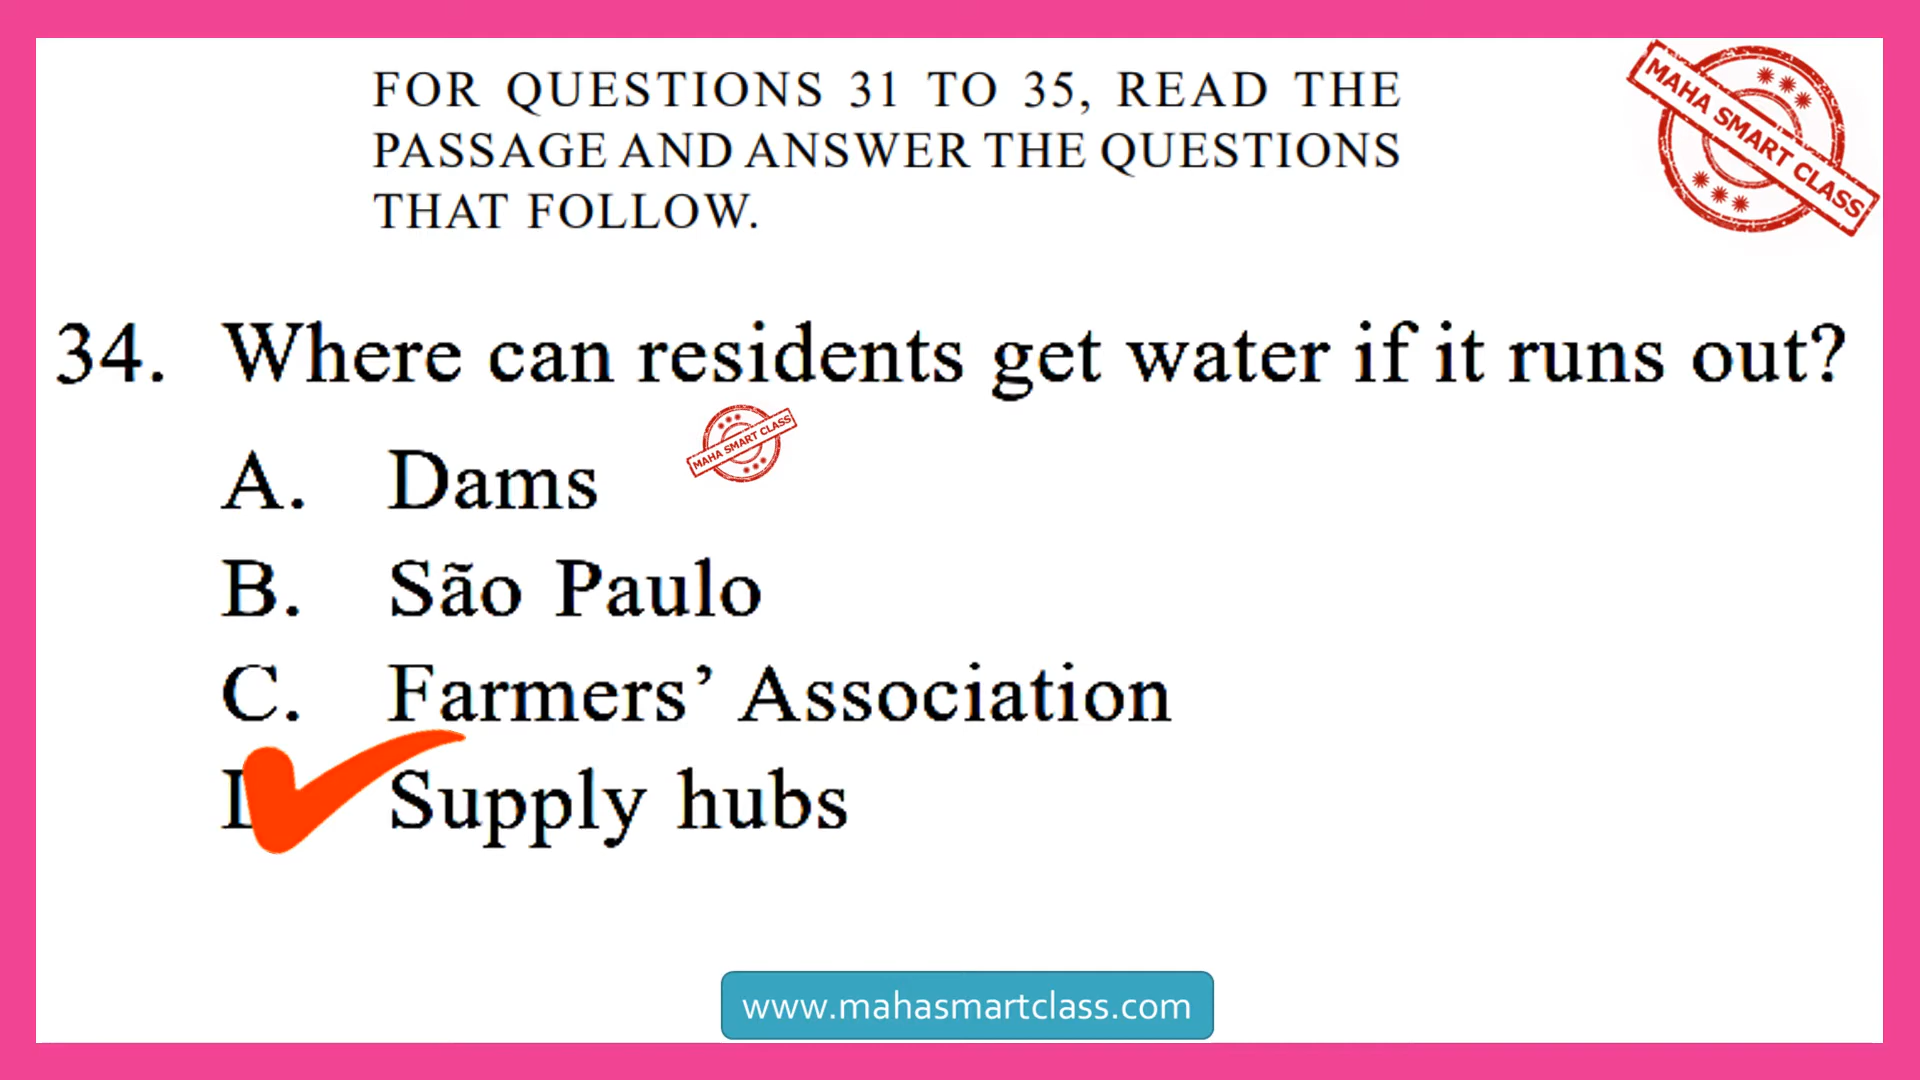 FOR QUESTIONS 31 TO 35, READ THE
PASSAGE AND ANSWER THE QUESTIONS
THAT FOLLOW.
MAHA SMART CLASS
34. Where can residents get water if it runs out?
MAHA SMART CLASS
A. Dams
B. São Paulo
C. Farmers’ Association
Supply hubs
www.mahasmartclass.com